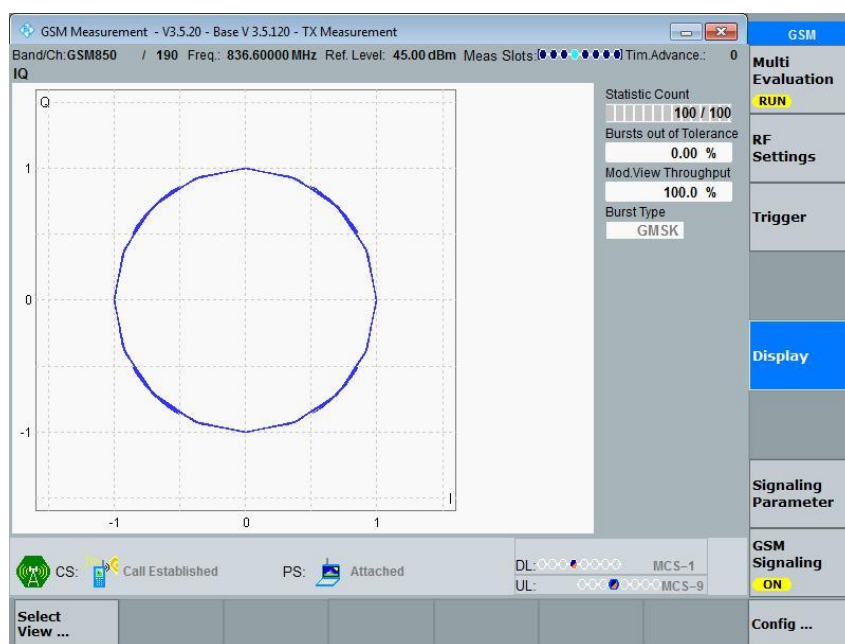 GSM Measurement - V3.5.20 - Base V 3.5.120 - TX Measurement
GSM
Band/Ch:GSM850 / 190 Freq.: 836.60000 MHz Ref. Level: 45.00 dBm Meas Slots: Tim.Advance.: 0
IQ
Multi
Evaluation
RUN
Q
Statistic Count
100 / 100
Bursts out of Tolerance
0.00 %
Mod.View Throughput
100.0 %
Burst Type
GMSK
RF
Settings
Trigger
1
0
-1
I
-1 0 1
Display
Signaling
Parameter
GSM
Signaling
ON
CS: Call Established PS: Attached
DL: MCS-1
UL: MCS-9
Select
View ...
Config ...